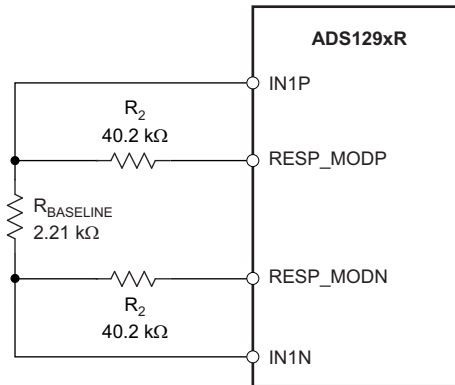 ADS129xR
IN1P
R2
40.2 kΩ
RESP_MODP
RBASELINE
2.21 kΩ
RESP_MODN
R2
40.2 kΩ
IN1N